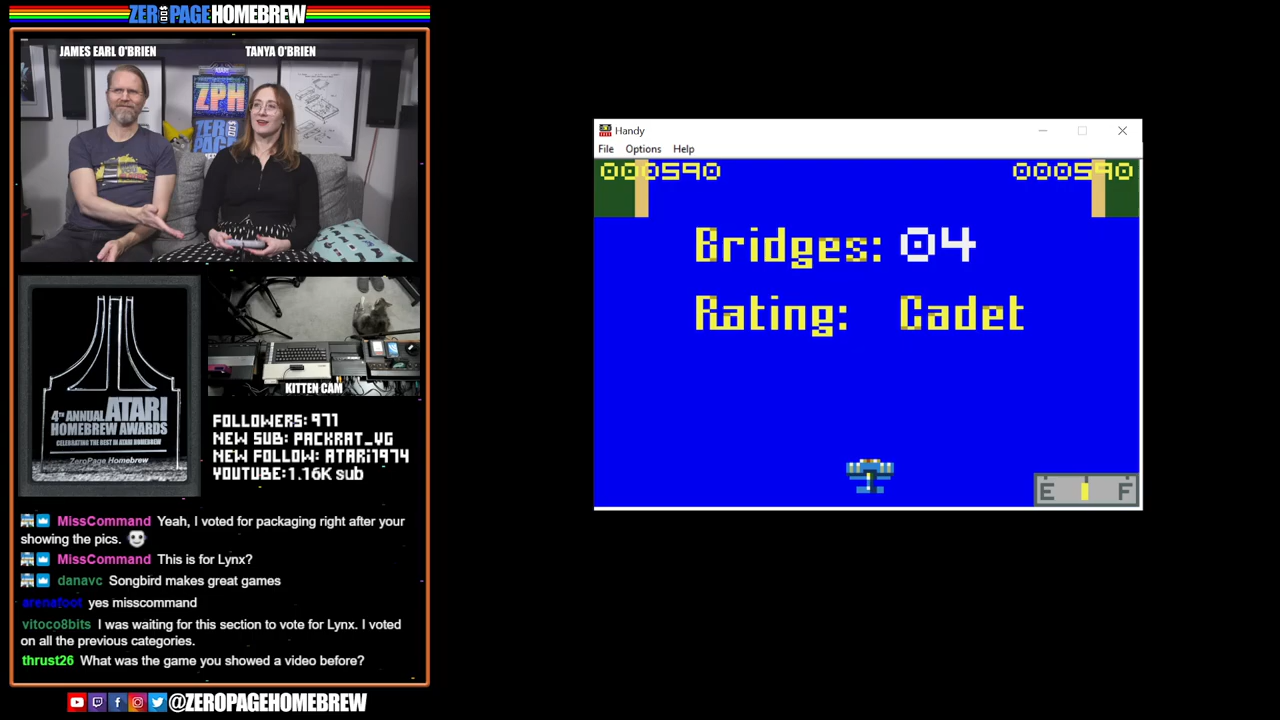 ZEROPAGE HOMEBREW
JAMES EARL O'BRIEN
TANYA O'BRIEN
ATARI
ZPH
4TH ANNUAL ATARI
HOMEBREW AWARDS
CELEBRATING THE BEST IN ATARI HOMEBREW
ZeroPage Homebrew
KITTEN CAM
FOLLOWERS: 971
NEW SUB: PACKRAT_VG
NEW FOLLOW: ATARI1974
YOUTUBE: 1.16K sub
MissCommand Yeah, I voted for packaging right after your
showing the pics.
MissCommand This is for Lynx?
danavc Songbird makes great games
arenafoot yes misscommand
vitoco8bits I was waiting for this section to vote for Lynx. I voted
on all the previous categories.
thrust26 What was the game you showed a video before?
@ZEROPAGEHOMEBREW
Handy
File Options Help
000590 000590
Bridges: 04
Rating: Cadet
E F